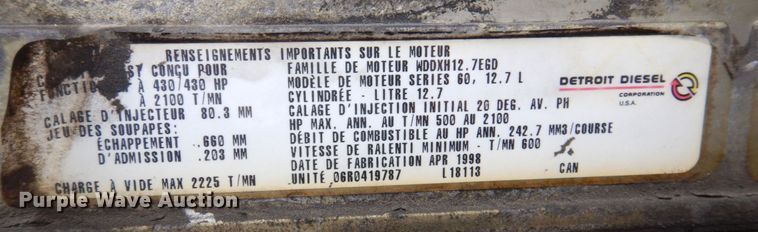 RENSEIGNEMENTS IMPORTANTS SUR LE MOTEUR
CONÇU POUR
À 430/430 HP
À 2100 T/MN
CALAGE D'INJECTEUR 80.3 MM
JEU DES SOUPAPES:
ÉCHAPPEMENT .660 MM
D'ADMISSION .203 MM
CHARGE À VIDE MAX 2225 T/MN
FAMILLE DE MOTEUR WDDXH12.7EGD
MODÈLE DE MOTEUR SERIES 60, 12.7 L
CYLINDRÉE - LITRE 12.7
CALAGE D'INJECTION INITIAL 20 DEG. AV. PH
HP MAX. ANN. AU T/MN 500 AU 2100
DÉBIT DE COMBUSTIBLE AU HP ANN. 242.7 MM3/COURSE
VITESSE DE RALENTI MINIMUM - T/MN 600
DATE DE FABRICATION APR 1998
UNITÉ 06R0419787 L18113 CAN
DETROIT DIESEL
CORPORATION
U.S.A.
Purple Wave Auction